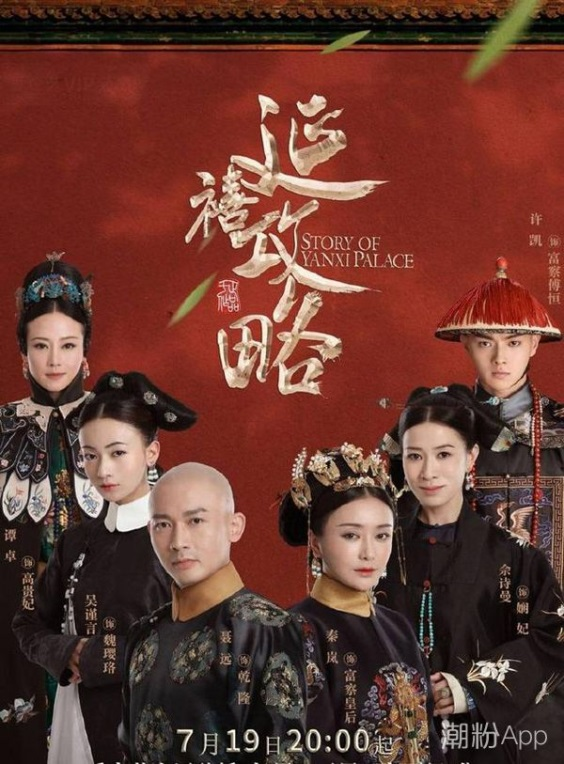 延禧攻略
STORY OF
YANXI PALACE
许凯 饰 富察傅恒
谭卓 饰 高贵妃
吴谨言 饰 魏璎珞
聂远 饰 乾隆
秦岚 饰 富察皇后
佘诗曼 饰 娴妃
7月19日20:00起
潮粉App